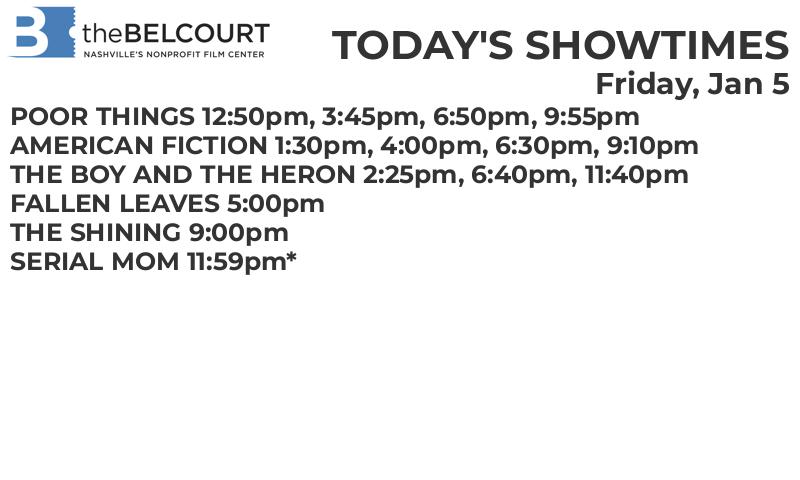 B theBELCOURT
NASHVILLE'S NONPROFIT FILM CENTER
TODAY'S SHOWTIMES
Friday, Jan 5
POOR THINGS 12:50pm, 3:45pm, 6:50pm, 9:55pm
AMERICAN FICTION 1:30pm, 4:00pm, 6:30pm, 9:10pm
THE BOY AND THE HERON 2:25pm, 6:40pm, 11:40pm
FALLEN LEAVES 5:00pm
THE SHINING 9:00pm
SERIAL MOM 11:59pm*